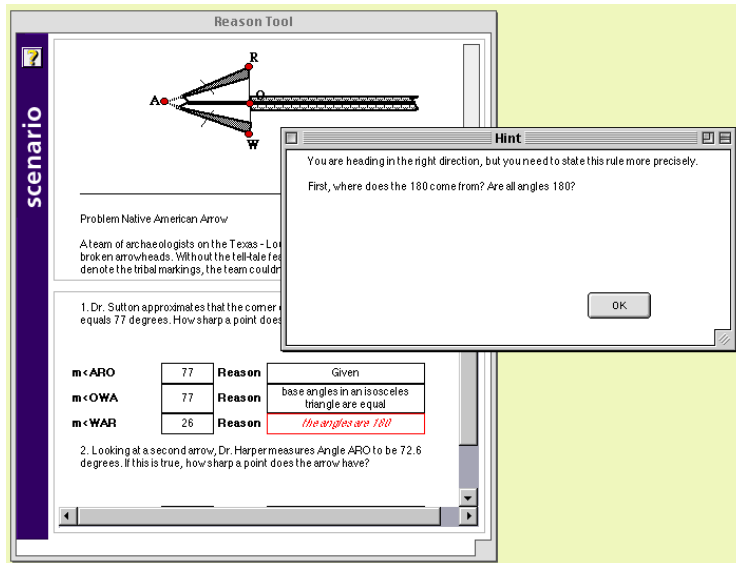 Reason Tool
?
scenario
R
A
O
W
Problem Native American Arrow
A team of archaeologists on the Texas - Lou
broken arrowheads. Without the tell-tale fea
denote the tribal markings, the team couldn
Hint
You are heading in the right direction, but you need to state this rule more precisely.
First, where does the 180 come from? Are all angles 180?
OK
1. Dr. Sutton approximates that the corner
equals 77 degrees. How sharp a point does
m<ARO 77 Reason Given
m<OWA 77 Reason base angles in an isosceles
triangle are equal
m<WAR 26 Reason the angles are 180
2. Looking at a second arrow, Dr. Harper measures Angle ARO to be 72.6
degrees. If this is true, how sharp a point does the arrow have?